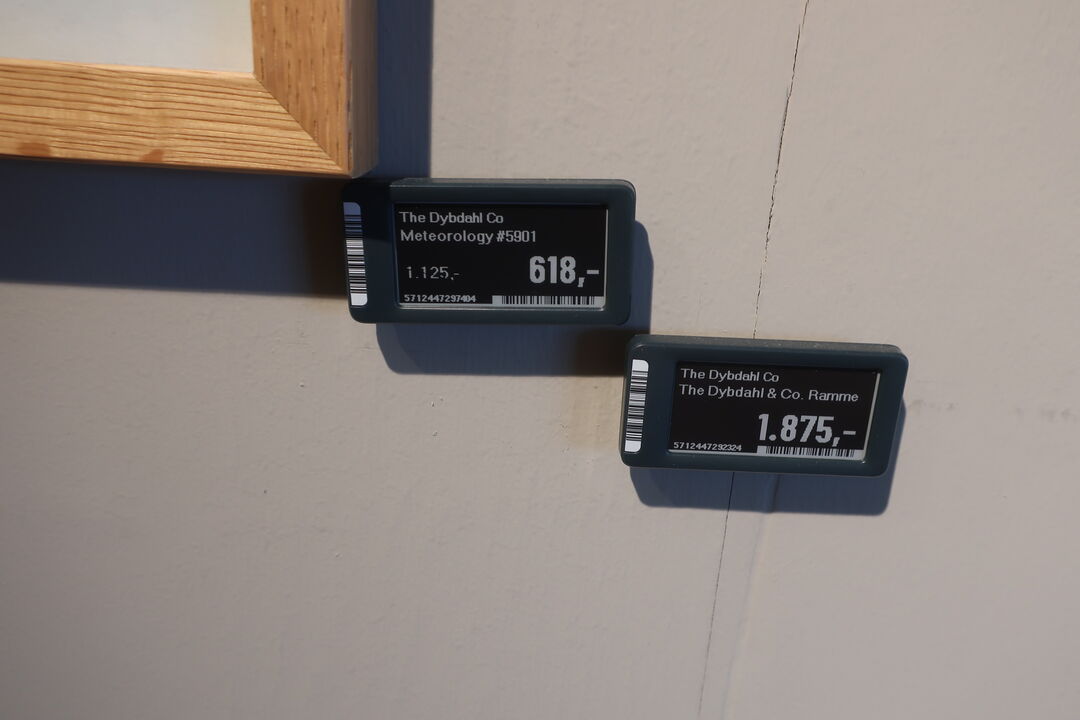 The Dybdahl Co
Meteorology #5901
1.125,-
618,-
5712447297404
The Dybdahl Co
The Dybdahl & Co. Ramme
1.875,-
5712447292324